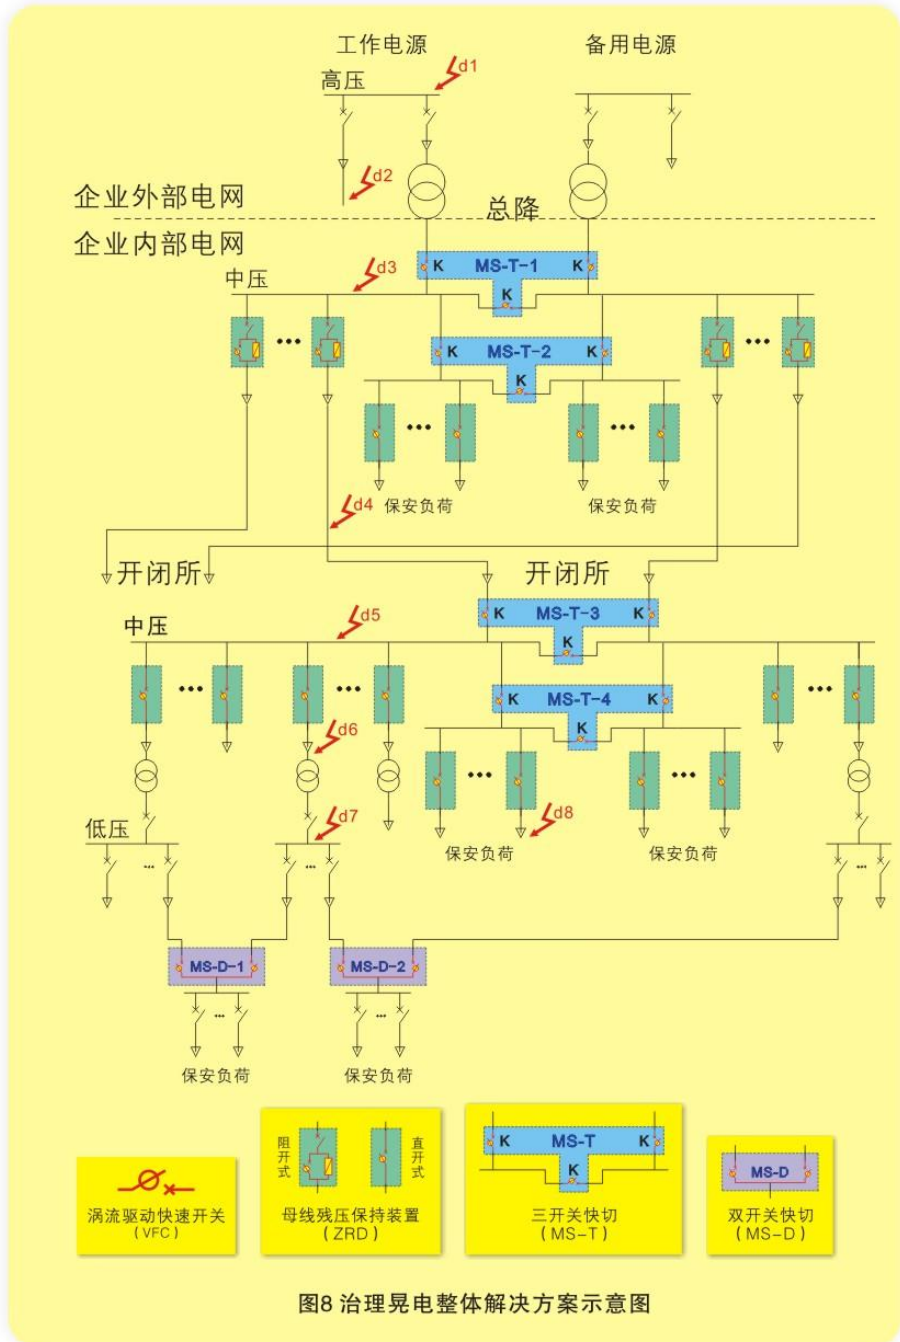 工作电源
备用电源
高压
d1
d2
企业外部电网
总降
企业内部电网
K MS-T-1 K
K
d3
中压
•••
•••
K MS-T-2 K
K
•••
•••
保安负荷
保安负荷
d4
开闭所
开闭所
K MS-T-3 K
K
d5
中压
•••
•••
•••
K MS-T-4 K
K
d6
•••
•••
d7
d8
低压
保安负荷
保安负荷
...
...
...
MS-D-1
MS-D-2
...
...
保安负荷
保安负荷
涡流驱动快速开关
(VFC)
阻开式
直开式
母线残压保持装置
(ZRD)
K MS-T K
K
三开关快切
(MS-T)
MS-D
双开关快切
(MS-D)
图8 治理晃电整体解决方案示意图